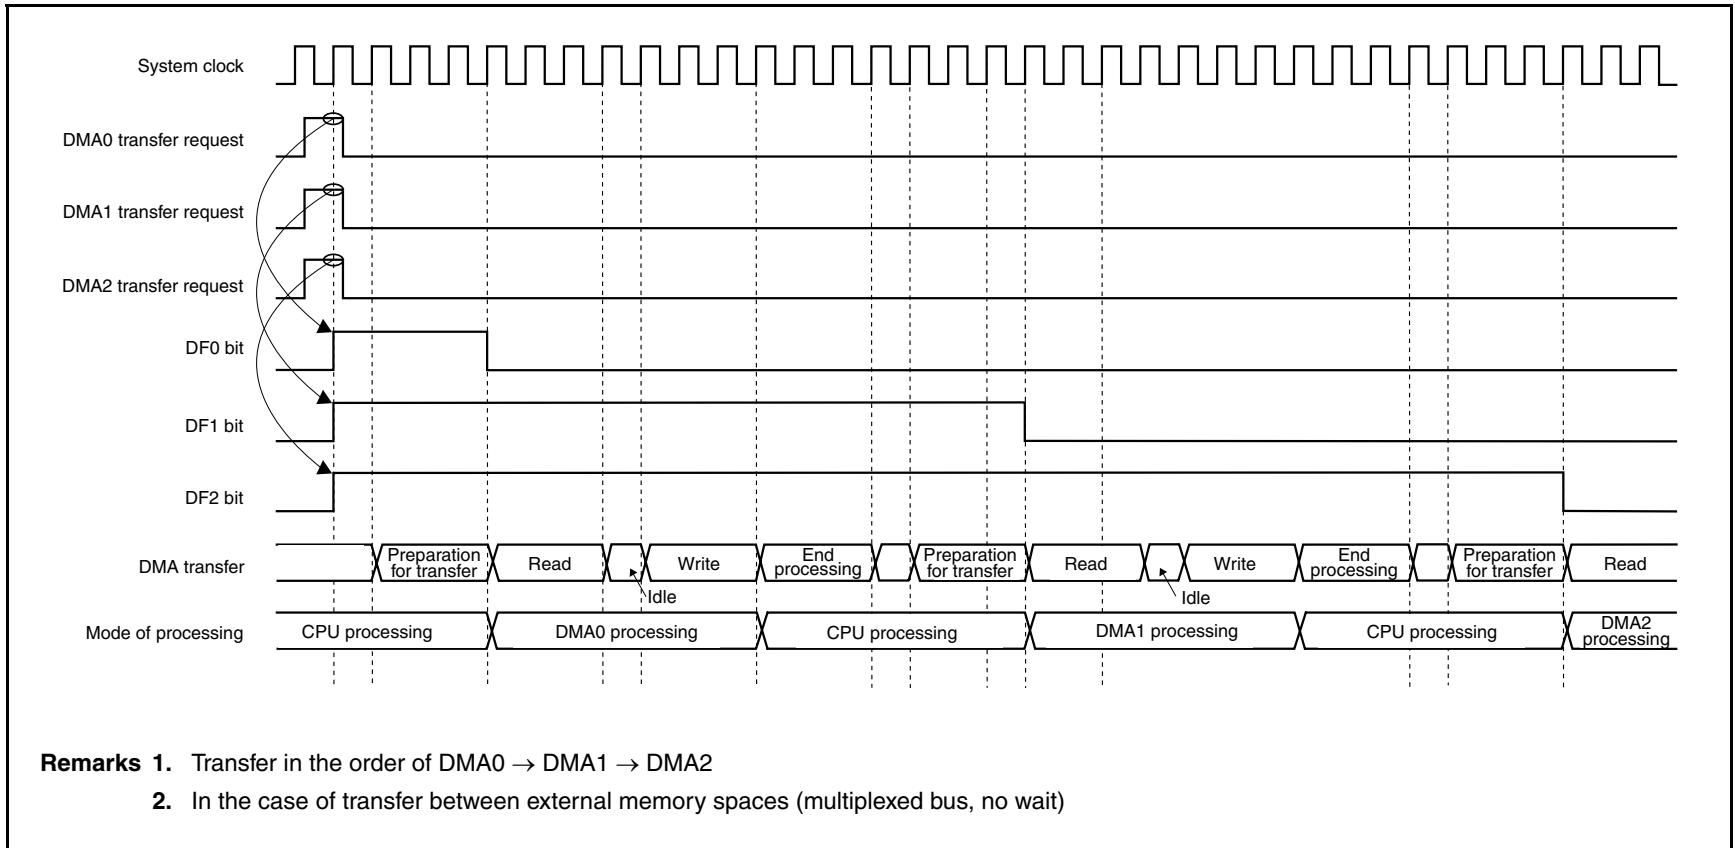 System clock
DMA0 transfer request
DMA1 transfer request
DMA2 transfer request
DF0 bit
DF1 bit
DF2 bit
DMA transfer
Preparation
for transfer
Read
Idle
Write
End
processing
Preparation
for transfer
Read
Idle
Write
End
processing
Preparation
for transfer
Read
Mode of processing
CPU processing
DMA0 processing
CPU processing
DMA1 processing
CPU processing
DMA2
processing
Remarks 1. Transfer in the order of DMA0 → DMA1 → DMA2
2. In the case of transfer between external memory spaces (multiplexed bus, no wait)